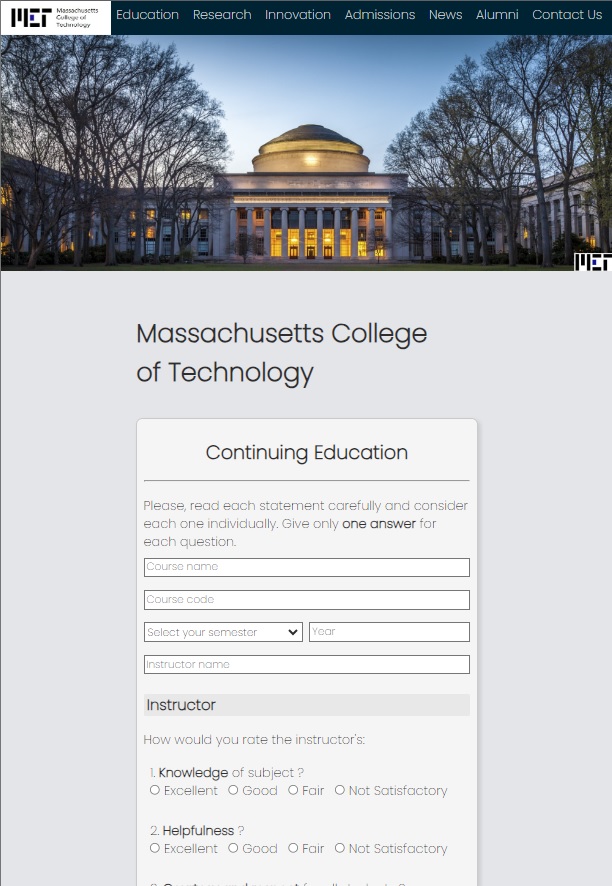 MCT Massachusetts
College of
Technology
Education Research Innovation Admissions News Alumni Contact Us
Massachusetts College
of Technology
Continuing Education
Please, read each statement carefully and consider
each one individually. Give only one answer for
each question.
Course name
Course code
Select your semester Year
Instructor name
Instructor
How would you rate the instructor's:
1. Knowledge of subject ?
Excellent Good Fair Not Satisfactory
2. Helpfulness ?
Excellent Good Fair Not Satisfactory